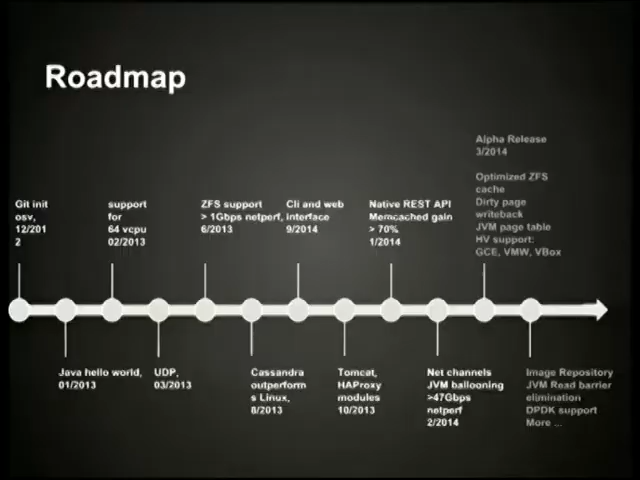 Roadmap
Git init
osv,
12/201
2
Java hello world,
01/2013
support
for
64 vcpu
02/2013
UDP,
03/2013
ZFS support
> 1Gbps netperf,
6/2013
Cassandra
outperform
s Linux,
8/2013
Cli and web
interface
9/2014
Tomcat,
HAProxy
modules
10/2013
Native REST API
Memcached gain
> 70%
1/2014
Net channels
JVM ballooning
>47Gbps
netperf
2/2014
Alpha Release
3/2014
Optimized ZFS
cache
Dirty page
writeback
JVM page table
HV support:
GCE, VMW, VBox
Image Repository
JVM Read barrier
elimination
DPDK support
More ...